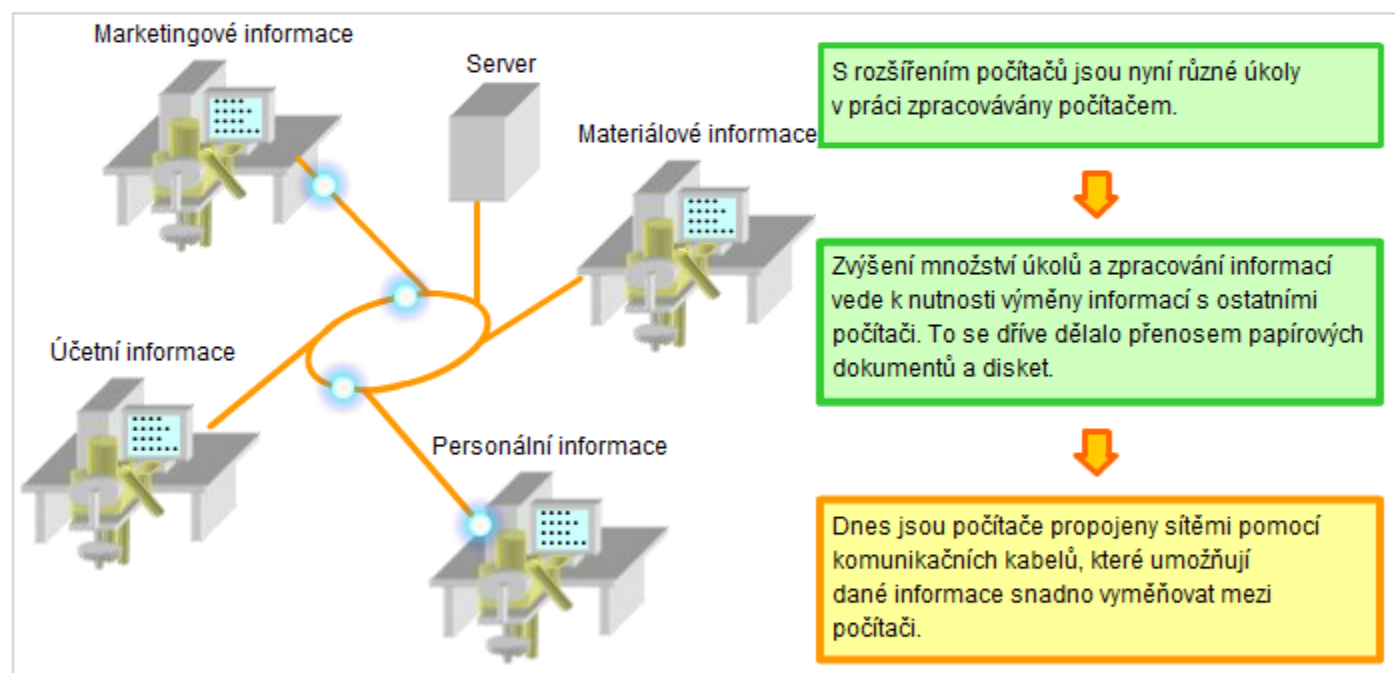 Marketingové informace
Server
Materiálové informace
Účetní informace
Personální informace
S rozšířením počítačů jsou nyní různé úkoly
v práci zpracovávány počítačem.
Zvýšení množství úkolů a zpracování informací
vede k nutnosti výměny informací s ostatními
počítači. To se dříve dělalo přenosem papírových
dokumentů a disket.
Dnes jsou počítače propojeny sítěmi pomocí
komunikačních kabelů, které umožňují
dané informace snadno vyměňovat mezi
počítači.